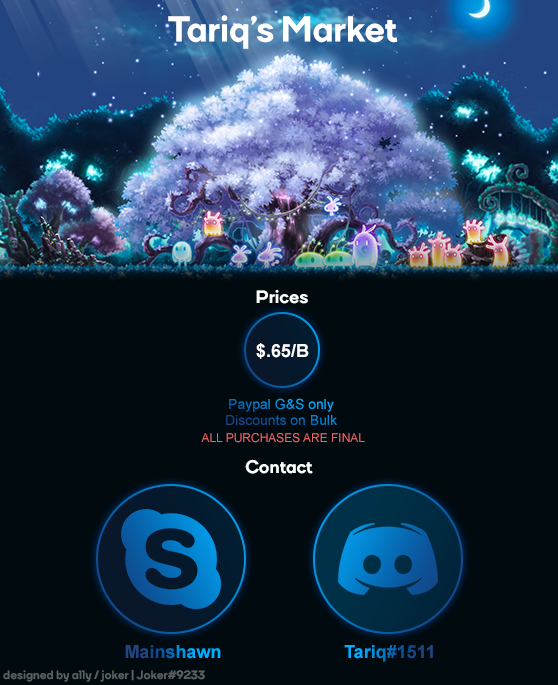 Tariq's Market
Prices
$.65/B
Paypal G&S only
Discounts on Bulk
ALL PURCHASES ARE FINAL
Contact
S
Mainshawn
Tariq#1511
designed by ally / joker | Joker#9233